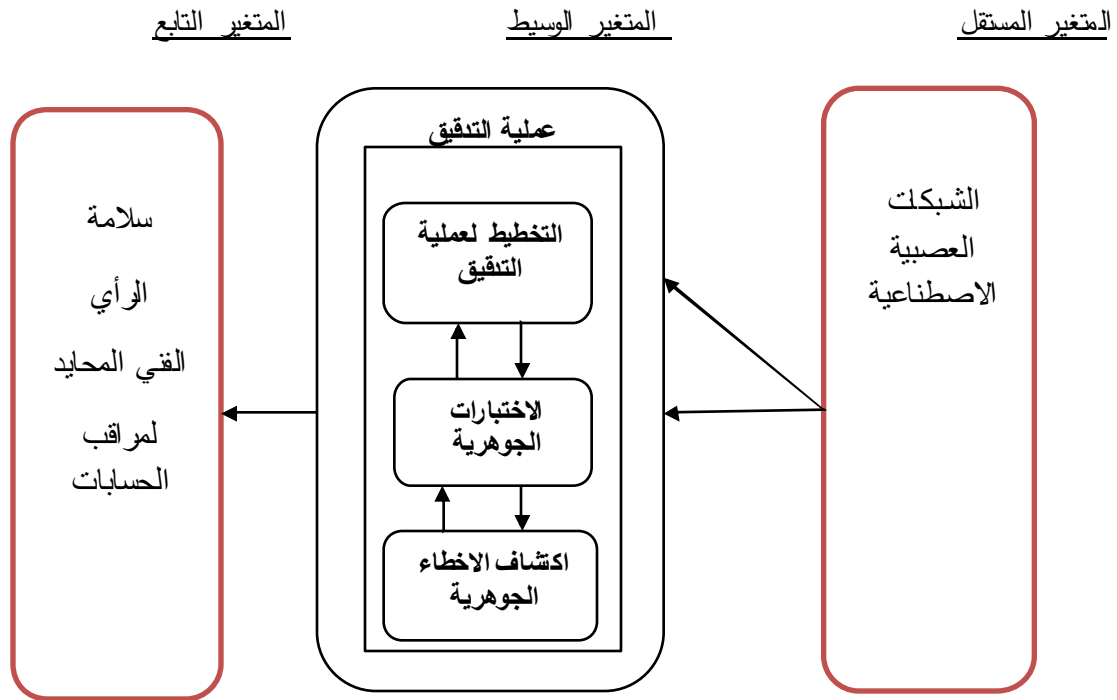 المتغير المستقل
المتغير الوسيط
المتغير التابع
الشبكات
العصبية
الاصطناعية
عملية التدقيق
التخطيط لعملية
التدقيق
الاختبارات
الجوهرية
اكتشاف الاخطاء
الجوهرية
سلامة
الرأي
الفني المحايد
لمراقب
الحسابات